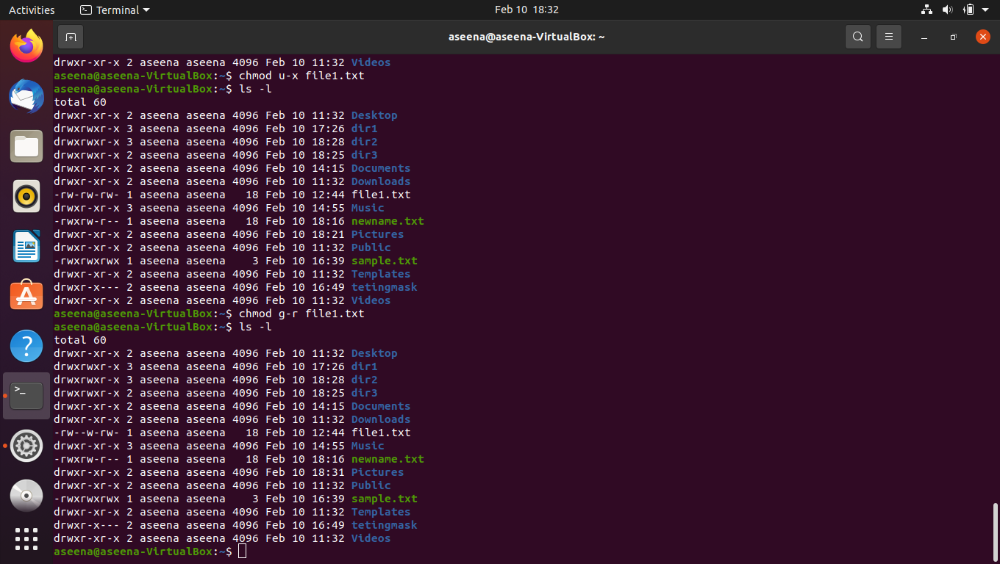 Activities
Terminal
Feb 10 18:32
aseena@aseena-VirtualBox: ~
drwxr-xr-x 2 aseena aseena 4096 Feb 10 11:32 Videos
aseena@aseena-VirtualBox:~$ chmod u-x file1.txt
aseena@aseena-VirtualBox:~$ ls -l
total 60
drwxr-xr-x 2 aseena aseena 4096 Feb 10 11:32 Desktop
drwxrwxr-x 3 aseena aseena 4096 Feb 10 17:26 dir1
drwxrwxr-x 3 aseena aseena 4096 Feb 10 18:28 dir2
drwxrwxr-x 2 aseena aseena 4096 Feb 10 18:25 dir3
drwxr-xr-x 2 aseena aseena 4096 Feb 10 14:15 Documents
drwxr-xr-x 2 aseena aseena 4096 Feb 10 11:32 Downloads
-rw-rw-rw- 1 aseena aseena   18 Feb 10 12:44 file1.txt
drwxr-xr-x 3 aseena aseena 4096 Feb 10 14:55 Music
-rwxrw-r-- 1 aseena aseena   18 Feb 10 18:16 newname.txt
drwxr-xr-x 2 aseena aseena 4096 Feb 10 18:21 Pictures
drwxr-xr-x 2 aseena aseena 4096 Feb 10 11:32 Public
-rwxrwxrwx 1 aseena aseena    3 Feb 10 16:39 sample.txt
drwxr-xr-x 2 aseena aseena 4096 Feb 10 11:32 Templates
drwxr-x--- 2 aseena aseena 4096 Feb 10 16:49 tetingmask
drwxr-xr-x 2 aseena aseena 4096 Feb 10 11:32 Videos
aseena@aseena-VirtualBox:~$ chmod g-r file1.txt
aseena@aseena-VirtualBox:~$ ls -l
total 60
drwxr-xr-x 2 aseena aseena 4096 Feb 10 11:32 Desktop
drwxrwxr-x 3 aseena aseena 4096 Feb 10 17:26 dir1
drwxrwxr-x 3 aseena aseena 4096 Feb 10 18:28 dir2
drwxrwxr-x 2 aseena aseena 4096 Feb 10 18:25 dir3
drwxr-xr-x 2 aseena aseena 4096 Feb 10 14:15 Documents
drwxr-xr-x 2 aseena aseena 4096 Feb 10 11:32 Downloads
-rw--w-rw- 1 aseena aseena   18 Feb 10 12:44 file1.txt
drwxr-xr-x 3 aseena aseena 4096 Feb 10 14:55 Music
-rwxrw-r-- 1 aseena aseena   18 Feb 10 18:16 newname.txt
drwxr-xr-x 2 aseena aseena 4096 Feb 10 18:31 Pictures
drwxr-xr-x 2 aseena aseena 4096 Feb 10 11:32 Public
-rwxrwxrwx 1 aseena aseena    3 Feb 10 16:39 sample.txt
drwxr-xr-x 2 aseena aseena 4096 Feb 10 11:32 Templates
drwxr-x--- 2 aseena aseena 4096 Feb 10 16:49 tetingmask
drwxr-xr-x 2 aseena aseena 4096 Feb 10 11:32 Videos
aseena@aseena-VirtualBox:~$